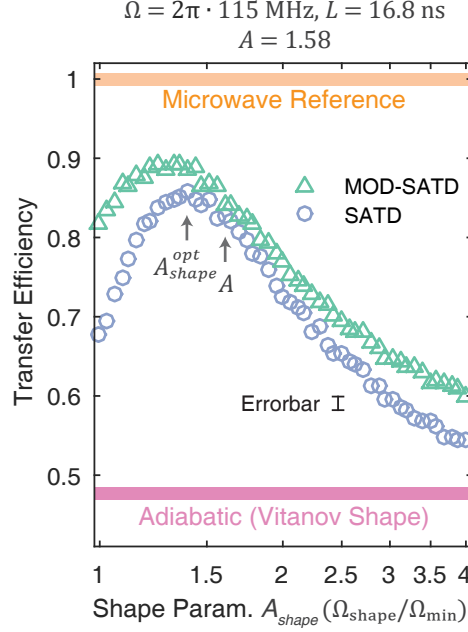 Ω = 2π · 115 MHz, L = 16.8 ns
A = 1.58
1
Microwave Reference
0.9
MOD-SATD
SATD
0.8
A_shape^opt
A
0.7
Transfer Efficiency
0.6
Errorbar
0.5
Adiabatic (Vitanov Shape)
1 1.5 2 2.5 3 3.5 4
Shape Param. A_shape (Ω_shape/Ω_min)